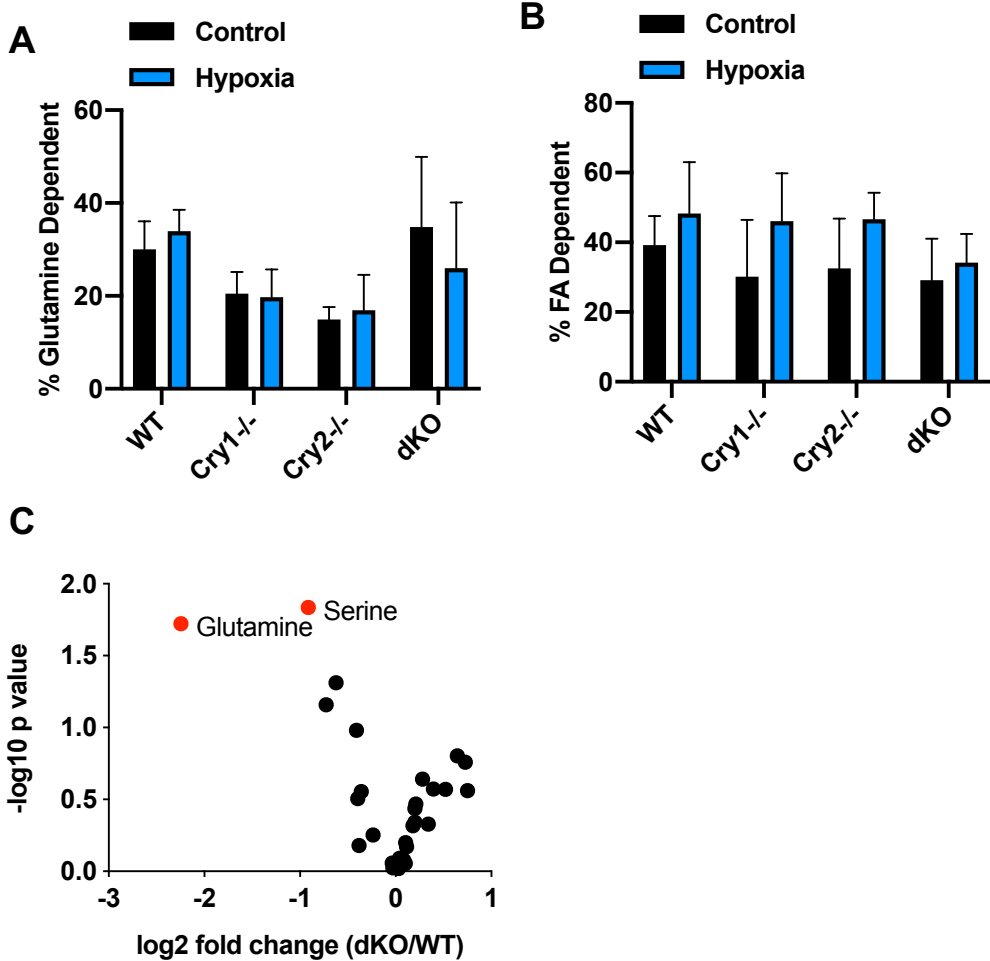 A
Control
Hypoxia
% Glutamine Dependent
60
40
20
0
WT
Cry1-/-
Cry2-/-
dKO
B
Control
Hypoxia
% FA Dependent
80
60
40
20
0
WT
Cry1-/-
Cry2-/-
dKO
C
-log10 p value
2.0
1.5
1.0
0.5
0.0
Glutamine
Serine
-3
-2
-1
0
1
log2 fold change (dKO/WT)